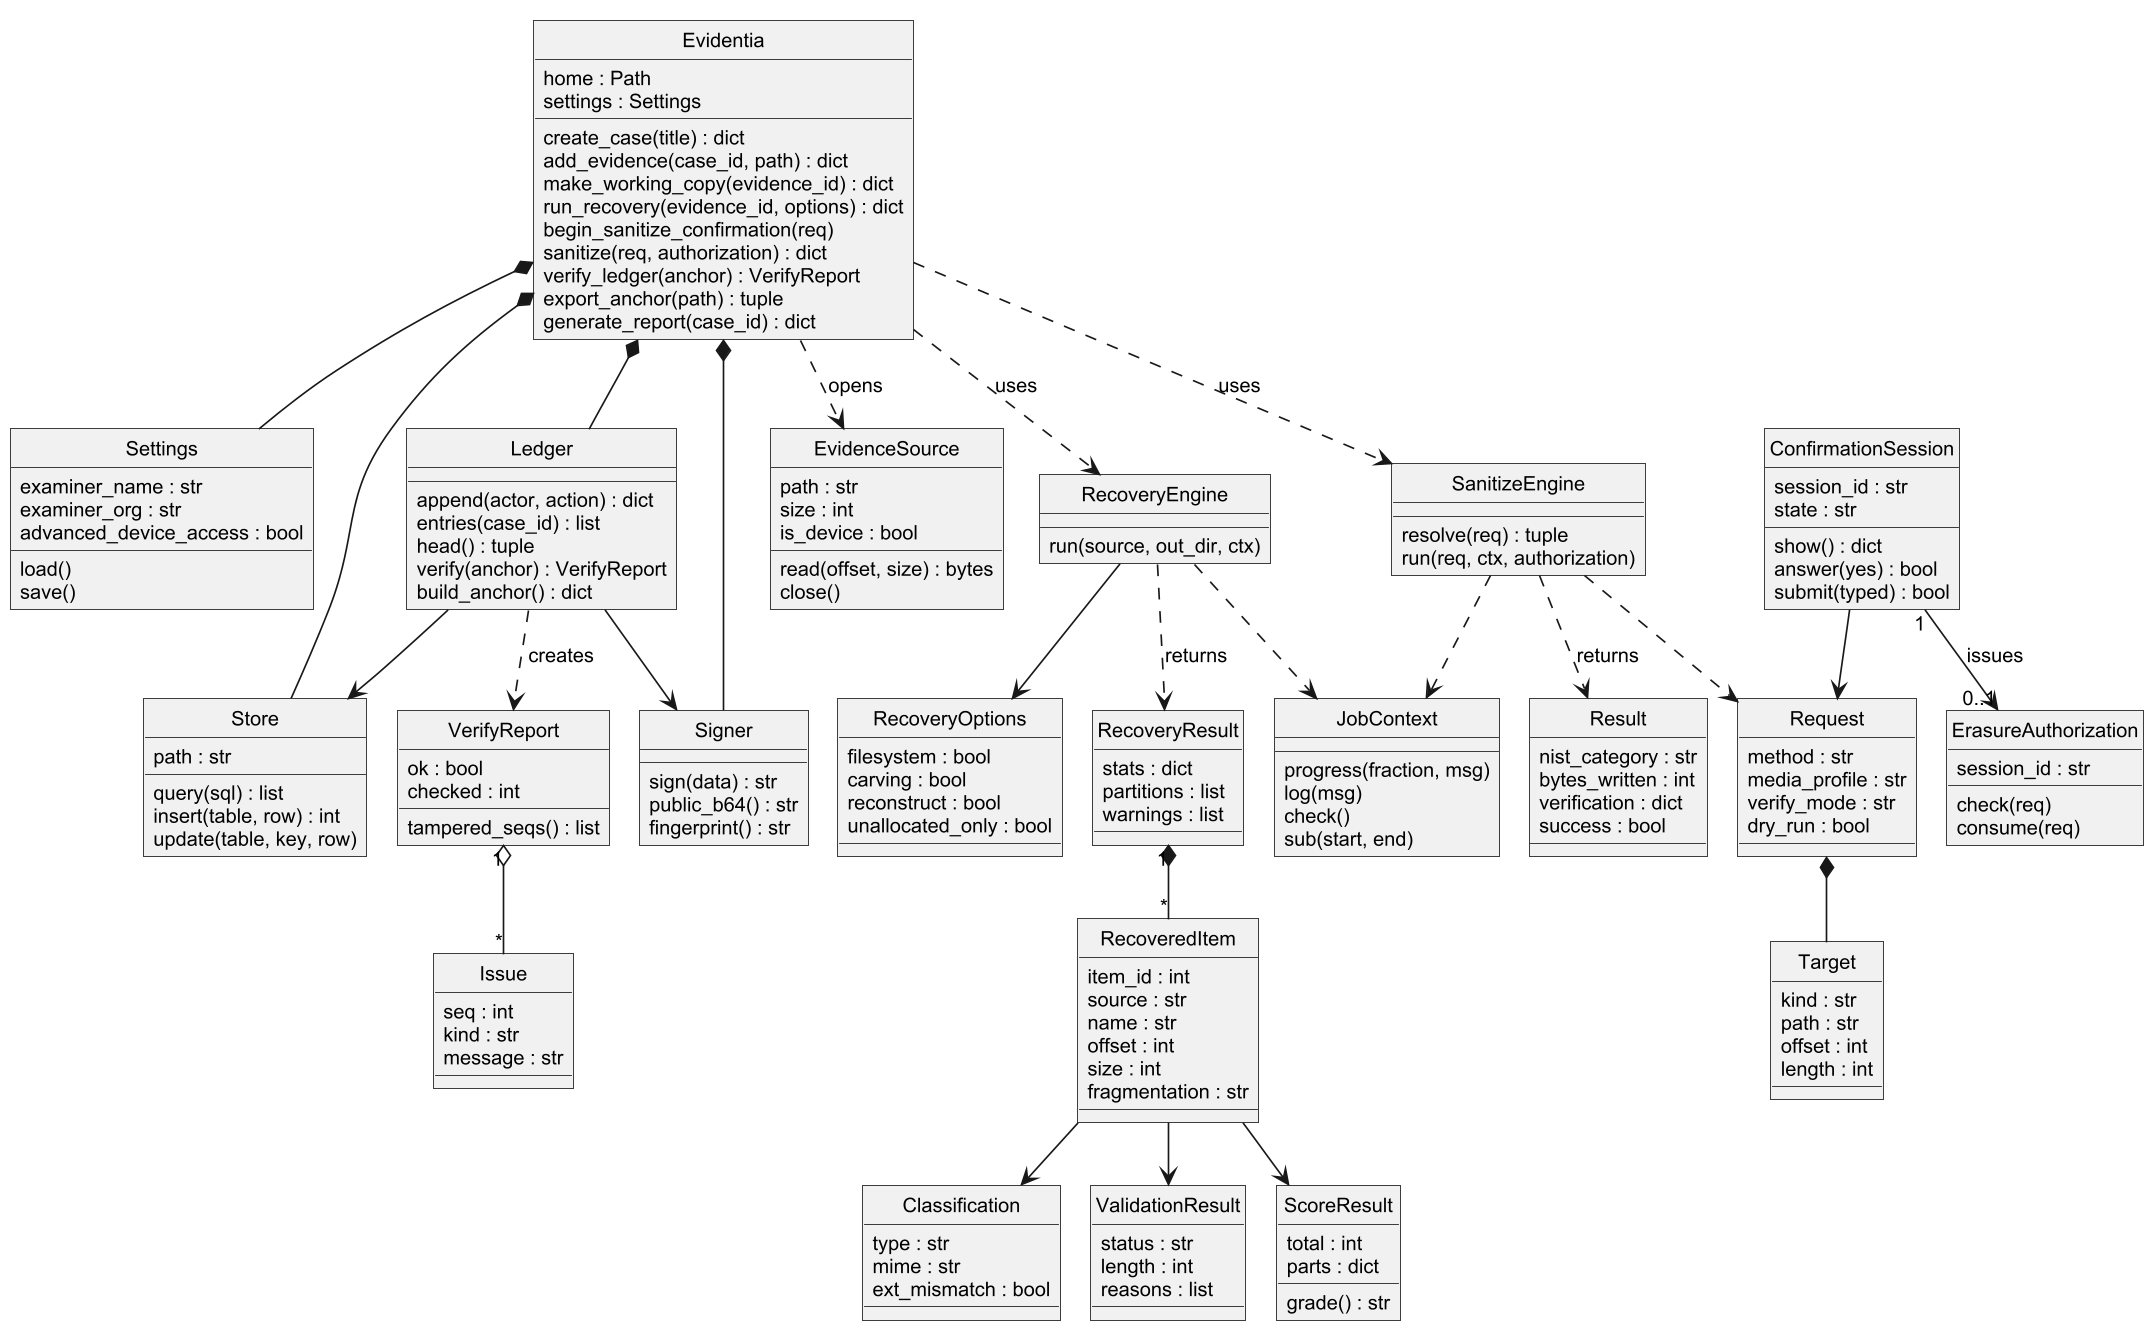 Evidentia
home : Path
settings : Settings
create_case(title) : dict
add_evidence(case_id, path) : dict
make_working_copy(evidence_id) : dict
run_recovery(evidence_id, options) : dict
begin_sanitize_confirmation(req)
sanitize(req, authorization) : dict
verify_ledger(anchor) : VerifyReport
export_anchor(path) : tuple
generate_report(case_id) : dict
opens
uses
uses
Settings
examiner_name : str
examiner_org : str
advanced_device_access : bool
load()
save()
Ledger
append(actor, action) : dict
entries(case_id) : list
head() : tuple
verify(anchor) : VerifyReport
build_anchor() : dict
EvidenceSource
path : str
size : int
is_device : bool
read(offset, size) : bytes
close()
RecoveryEngine
run(source, out_dir, ctx)
SanitizeEngine
resolve(req) : tuple
run(req, ctx, authorization)
ConfirmationSession
session_id : str
state : str
show() : dict
answer(yes) : bool
submit(typed) : bool
creates
returns
returns
1
issues
0..1
Store
path : str
query(sql) : list
insert(table, row) : int
update(table, key, row)
VerifyReport
ok : bool
checked : int
tampered_seqs() : list
Signer
sign(data) : str
public_b64() : str
fingerprint() : str
RecoveryOptions
filesystem : bool
carving : bool
reconstruct : bool
unallocated_only : bool
RecoveryResult
stats : dict
partitions : list
warnings : list
JobContext
progress(fraction, msg)
log(msg)
check()
sub(start, end)
Result
nist_category : str
bytes_written : int
verification : dict
success : bool
Request
method : str
media_profile : str
verify_mode : str
dry_run : bool
ErasureAuthorization
session_id : str
check(req)
consume(req)
1
*
1
*
Issue
seq : int
kind : str
message : str
RecoveredItem
item_id : int
source : str
name : str
offset : int
size : int
fragmentation : str
Target
kind : str
path : str
offset : int
length : int
Classification
type : str
mime : str
ext_mismatch : bool
ValidationResult
status : str
length : int
reasons : list
ScoreResult
total : int
parts : dict
grade() : str